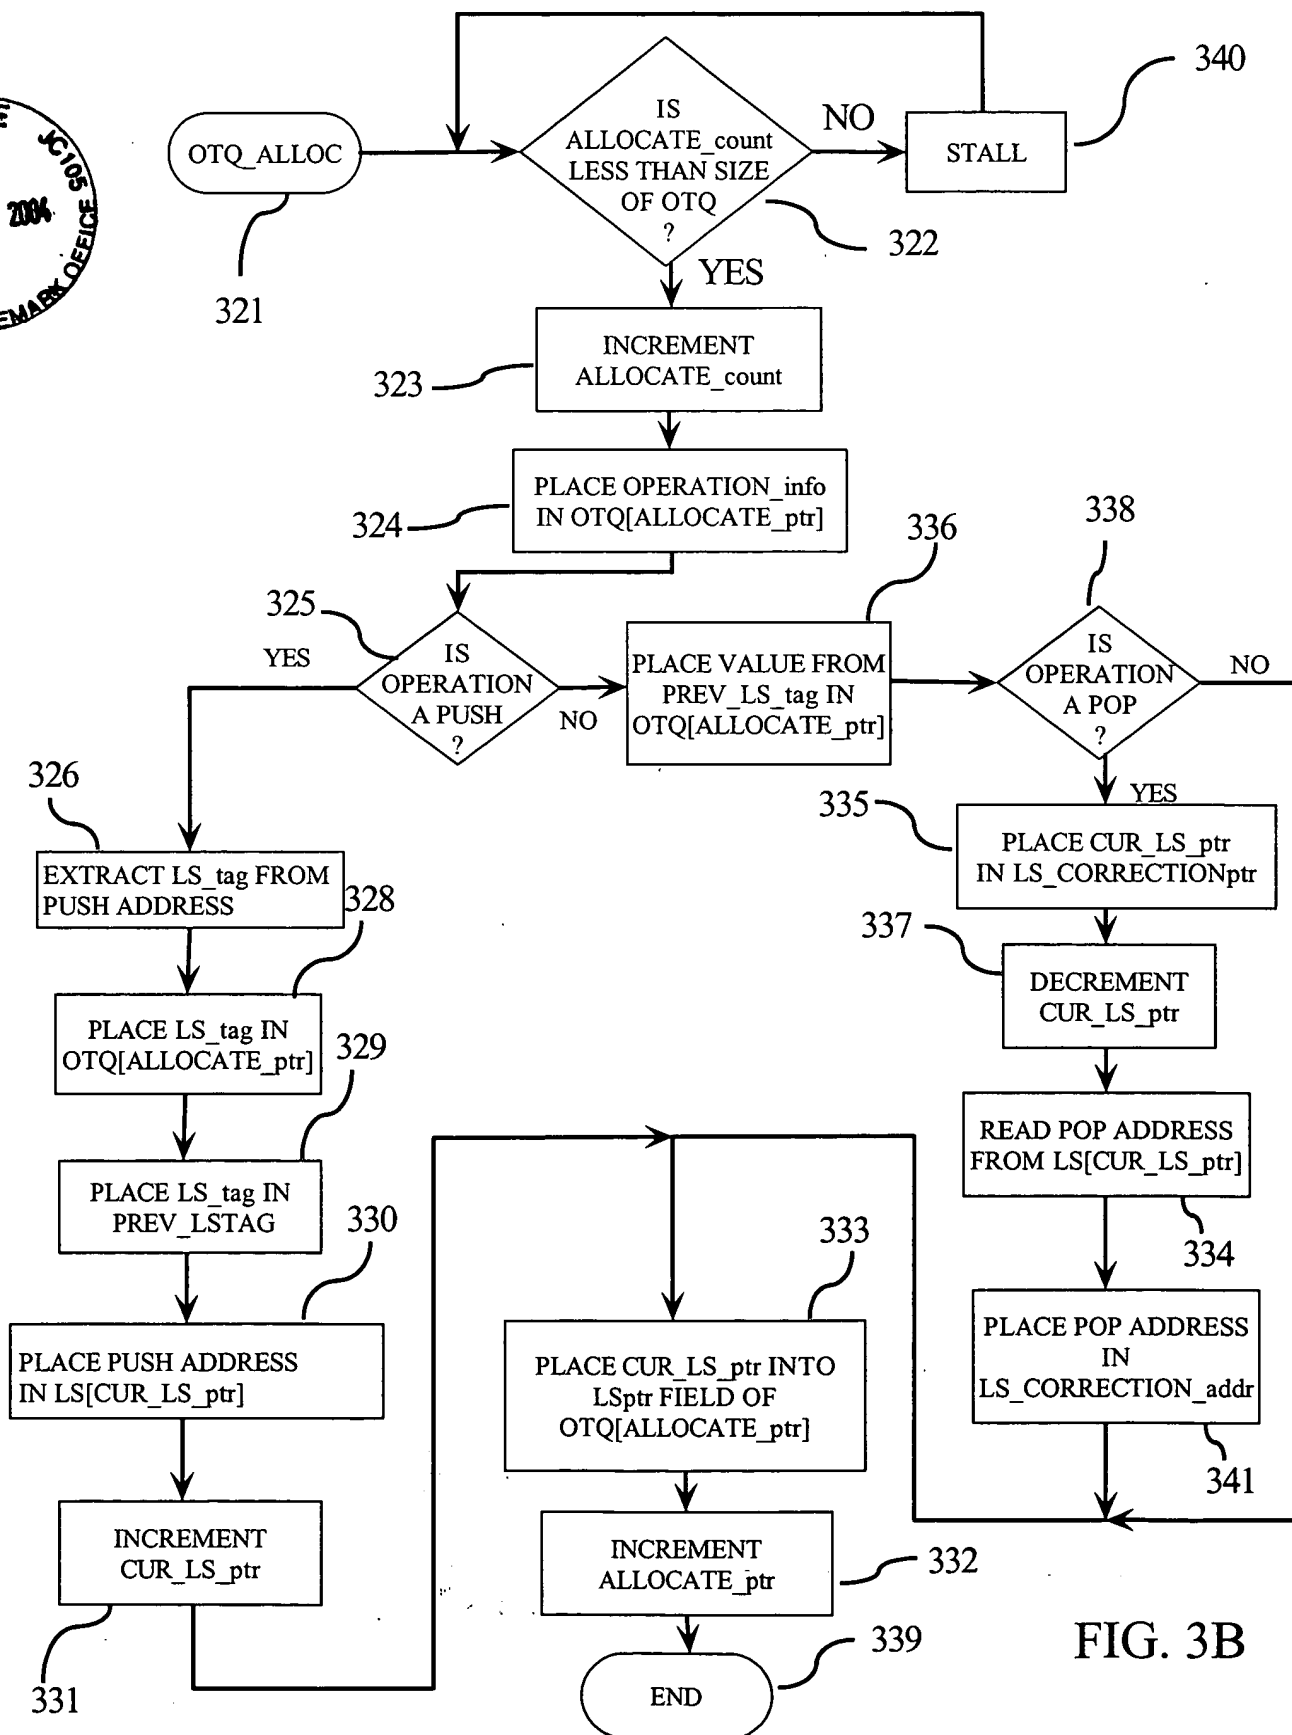 340
IS
ALLOCATE_count
LESS THAN SIZE
OF OTQ
?
NO
STALL
OTQ_ALLOC
JC105
2004
EMARK OFFICE
322
321
YES
INCREMENT
ALLOCATE_count
323
PLACE OPERATION_info
IN OTQ[ALLOCATE_ptr]
324
336
338
325
YES
IS
OPERATION
A PUSH
?
NO
PLACE VALUE FROM
PREV_LS_tag IN
OTQ[ALLOCATE_ptr]
IS
OPERATION
A POP
?
NO
YES
326
335
EXTRACT LS_tag FROM
PUSH ADDRESS
328
PLACE CUR_LS_ptr
IN LS_CORRECTIONptr
337
DECREMENT
CUR_LS_ptr
PLACE LS_tag IN
OTQ[ALLOCATE_ptr]
329
READ POP ADDRESS
FROM LS[CUR_LS_ptr]
334
PLACE LS_tag IN
PREV_LSTAG
330
333
PLACE PUSH ADDRESS
IN LS[CUR_LS_ptr]
PLACE CUR_LS_ptr INTO
LSptr FIELD OF
OTQ[ALLOCATE_ptr]
PLACE POP ADDRESS
IN
LS_CORRECTION_addr
341
INCREMENT
CUR_LS_ptr
331
INCREMENT
ALLOCATE_ptr
332
339
END
FIG. 3B